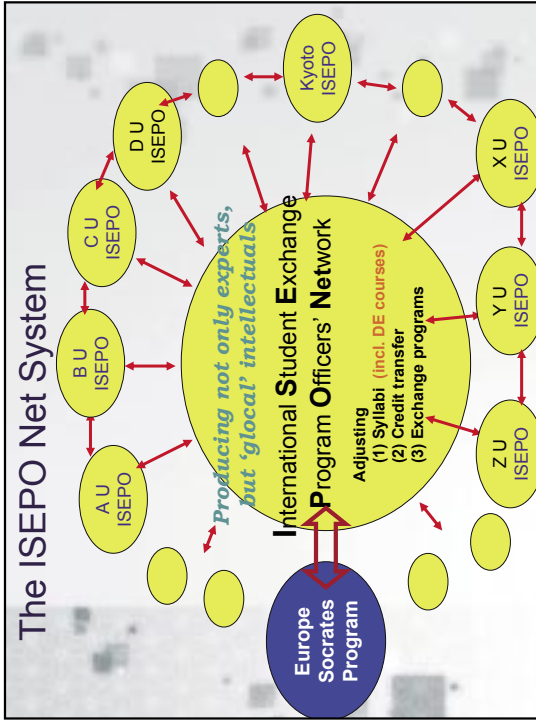 The ISEPO Net System
A U
ISEPO
B U
ISEPO
C U
ISEPO
D U
ISEPO
Kyoto
ISEPO
X U
ISEPO
Y U
ISEPO
Z U
ISEPO
Producing not only experts,
but ‘glocal’ intellectuals
International Student Exchange
Program Officers’ Network
Adjusting
(1) Syllabi (incl. DE courses)
(2) Credit transfer
(3) Exchange programs
Europe
Socrates
Program